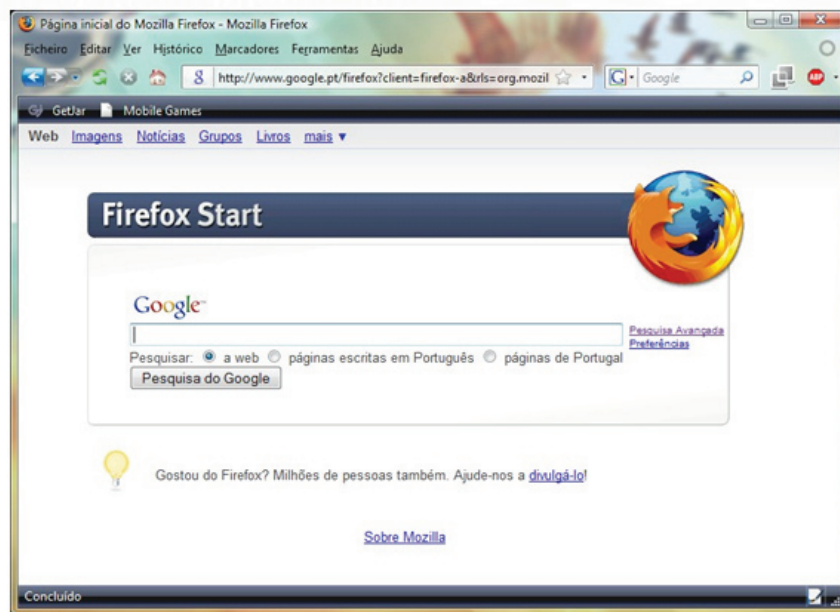 Página inicial do Mozilla Firefox - Mozilla Firefox
Ficheiro Editar Ver Histórico Marcadores Ferramentas Ajuda
http://www.google.pt/firefox?client=firefox-a&rls=org.mozil Google ABP
GetJar Mobile Games
Web Imagens Notícias Grupos Livros mais ▼
Firefox Start
Google™
Pesquisa Avançada
Preferências
Pesquisar: a web páginas escritas em Português páginas de Portugal
Pesquisa do Google
Gostou do Firefox? Milhões de pessoas também. Ajude-nos a divulgá-lo!
Sobre Mozilla
Concluído